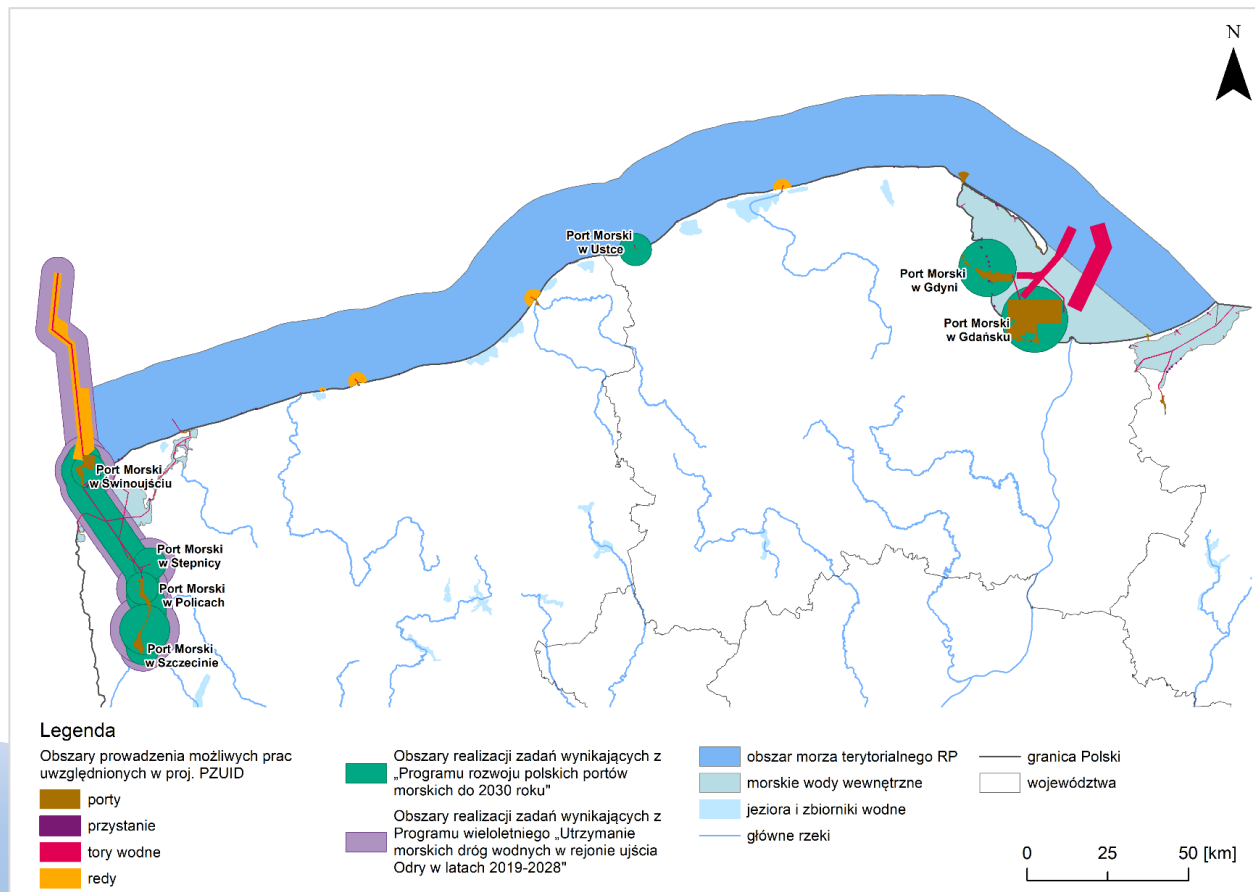 N
Port Morski
w Ustce
Port Morski
w Gdyni
Port Morski
w Gdańsku
Port Morski
w Świnoujściu
Port Morski
w Stepnicy
Port Morski
w Policach
Port Morski
w Szczecinie
Legenda
Obszary prowadzenia możliwych prac
uwzględnionych w proj. PZUID
porty
przystanie
tory wodne
redy
Obszary realizacji zadań wynikających z
„Programu rozwoju polskich portów
morskich do 2030 roku"
Obszary realizacji zadań wynikających z
Programu wieloletniego „Utrzymanie
morskich dróg wodnych w rejonie ujścia
Odry w latach 2019-2028"
obszar morza terytorialnego RP
morskie wody wewnętrzne
jeziora i zbiorniki wodne
główne rzeki
granica Polski
województwa
0 25 50 [km]